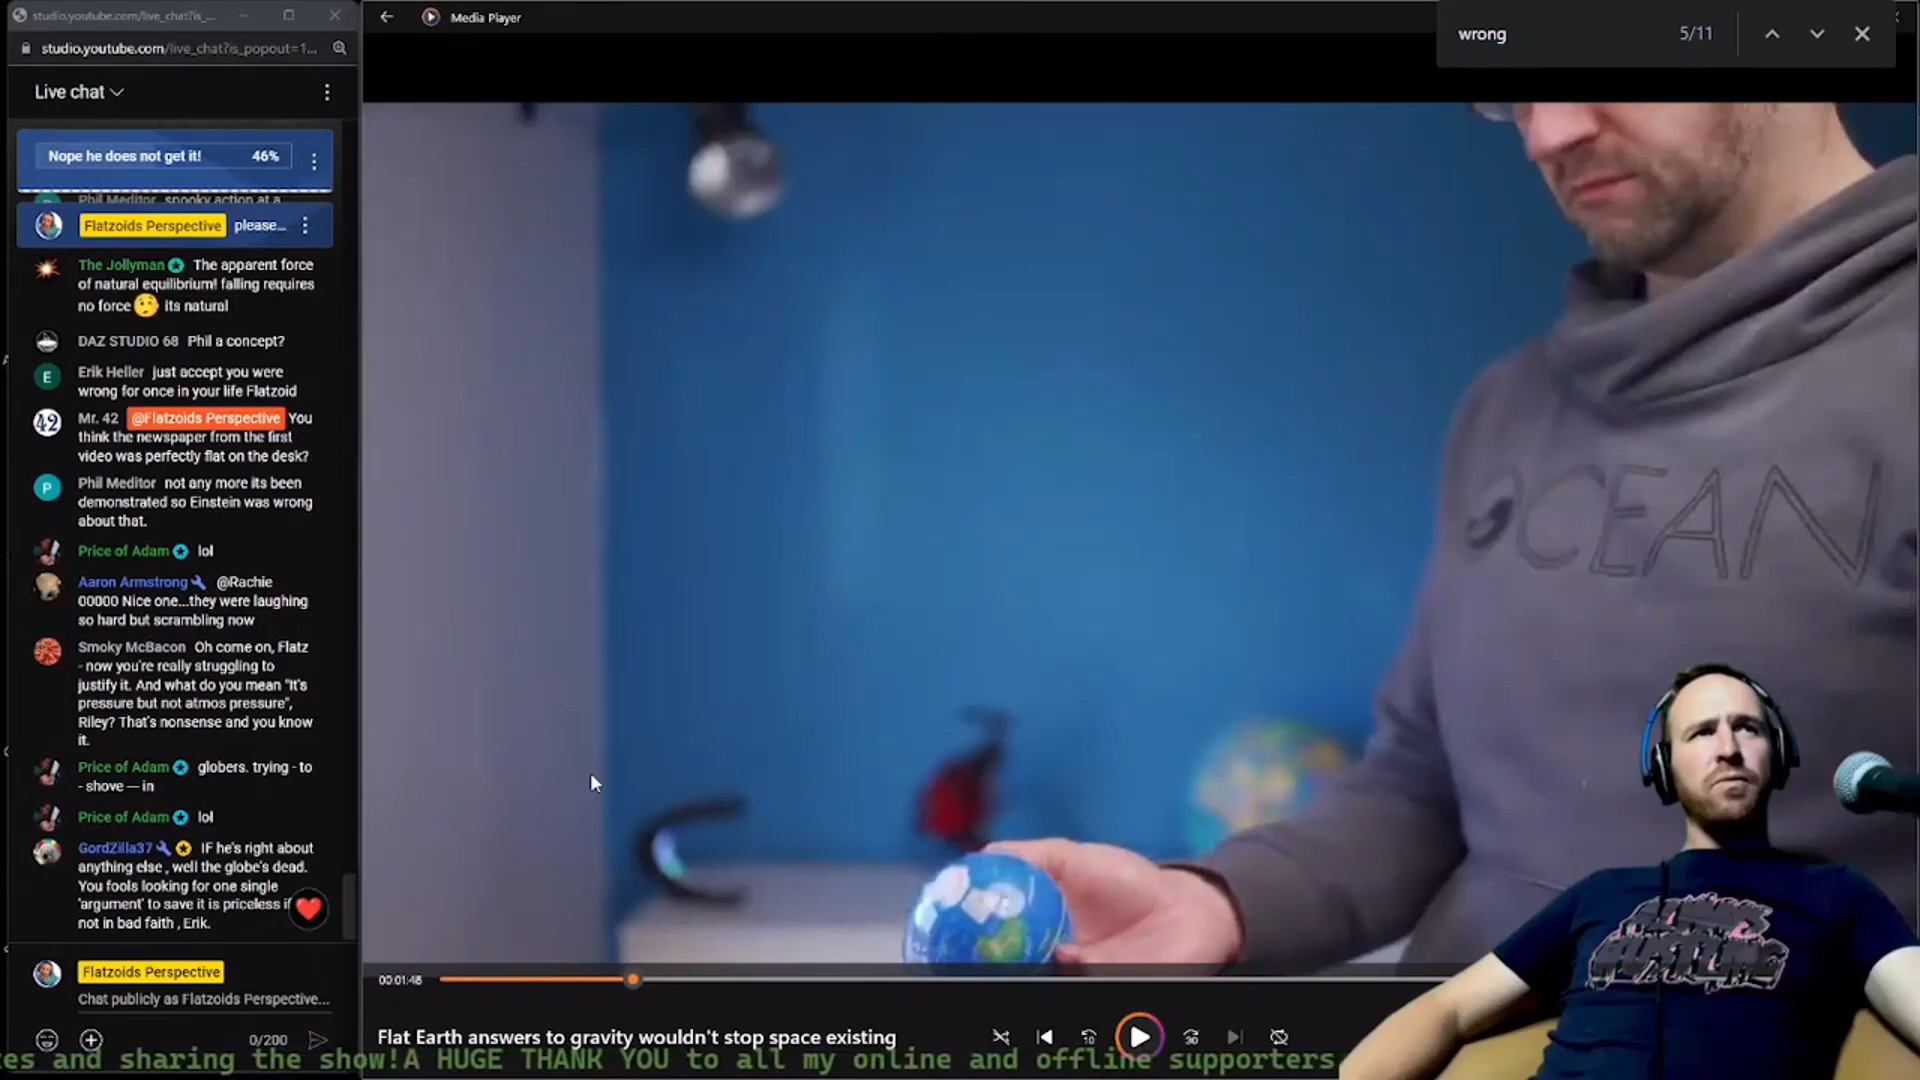 studio.youtube.com/live_chat?is_...
studio.youtube.com/live_chat?is_popout=1...
Live chat
Nope he does not get it! 46%
Phil Meditor spooky action at a
Flatzoids Perspective please...
The Jollyman The apparent force
of natural equilibrium! falling requires
no force 🤨 its natural
DAZ STUDIO 68 Phil a concept?
E
Erik Heller just accept you were
wrong for once in your life Flatzoid
42
Mr. 42 @Flatzoids Perspective You
think the newspaper from the first
video was perfectly flat on the desk?
P
Phil Meditor not any more its been
demonstrated so Einstein was wrong
about that.
Price of Adam lol
Aaron Armstrong @Rachie
00000 Nice one...they were laughing
so hard but scrambling now
Smoky McBacon Oh come on, Flatz
- now you're really struggling to
justify it. And what do you mean "It's
pressure but not atmos pressure",
Riley? That's nonsense and you know
it.
Price of Adam globers. trying - to
- shove — in
Price of Adam lol
GordZilla37 IF he's right about
anything else , well the globe's dead.
You fools looking for one single
'argument' to save it is priceless if
not in bad faith , Erik.
Flatzoids Perspective
Chat publicly as Flatzoids Perspective...
0/200
Media Player
wrong 5/11
OCEAN
00:01:48
Flat Earth answers to gravity wouldn't stop space existing
10
30
es and sharing the show!A HUGE THANK YOU to all my online and offline supporters